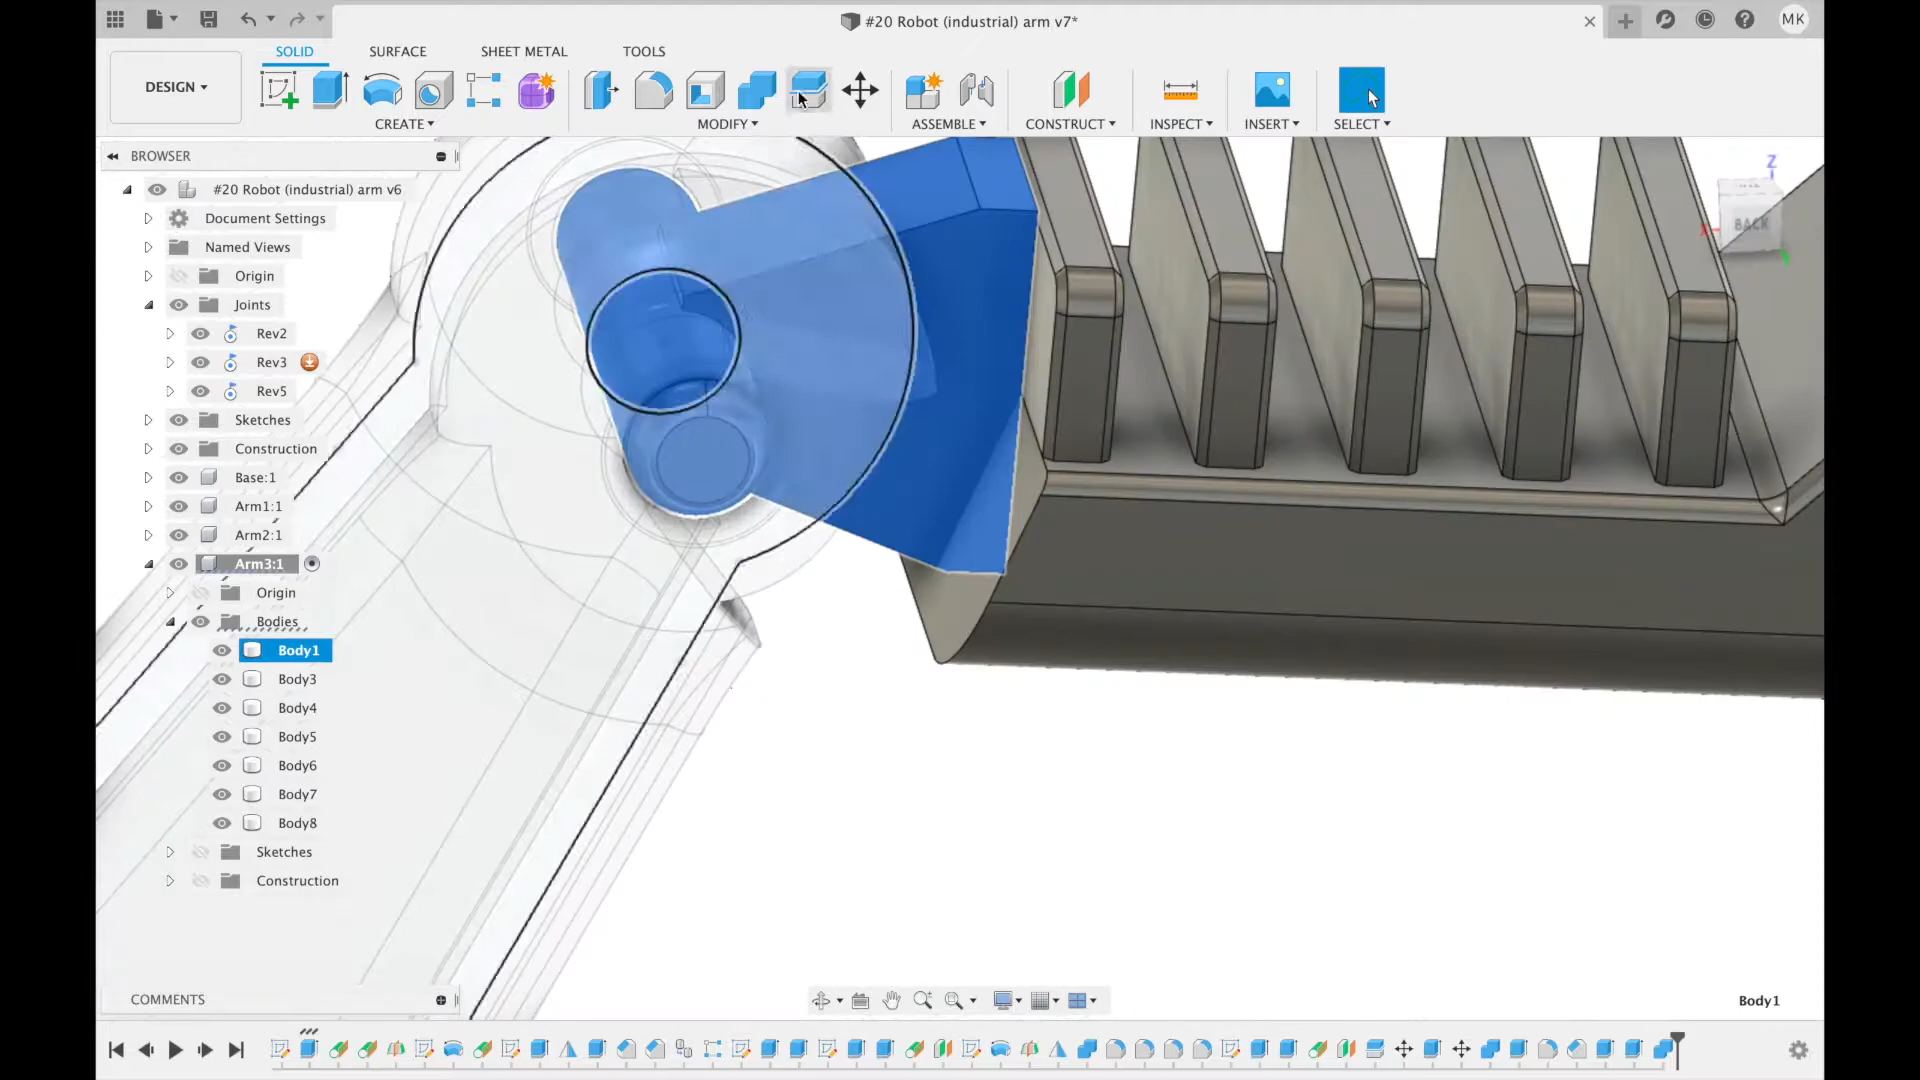 #20 Robot (industrial) arm v7*
MK
SOLID
SURFACE
SHEET METAL
TOOLS
DESIGN
CREATE
MODIFY
ASSEMBLE
CONSTRUCT
INSPECT
INSERT
SELECT
BROWSER
#20 Robot (industrial) arm v6
Document Settings
Named Views
Origin
Joints
Rev2
Rev3
Rev5
Sketches
Construction
Base:1
Arm1:1
Arm2:1
Arm3:1
Origin
Bodies
Body1
Body3
Body4
Body5
Body6
Body7
Body8
Sketches
Construction
Z
BACK
X
COMMENTS
Body1